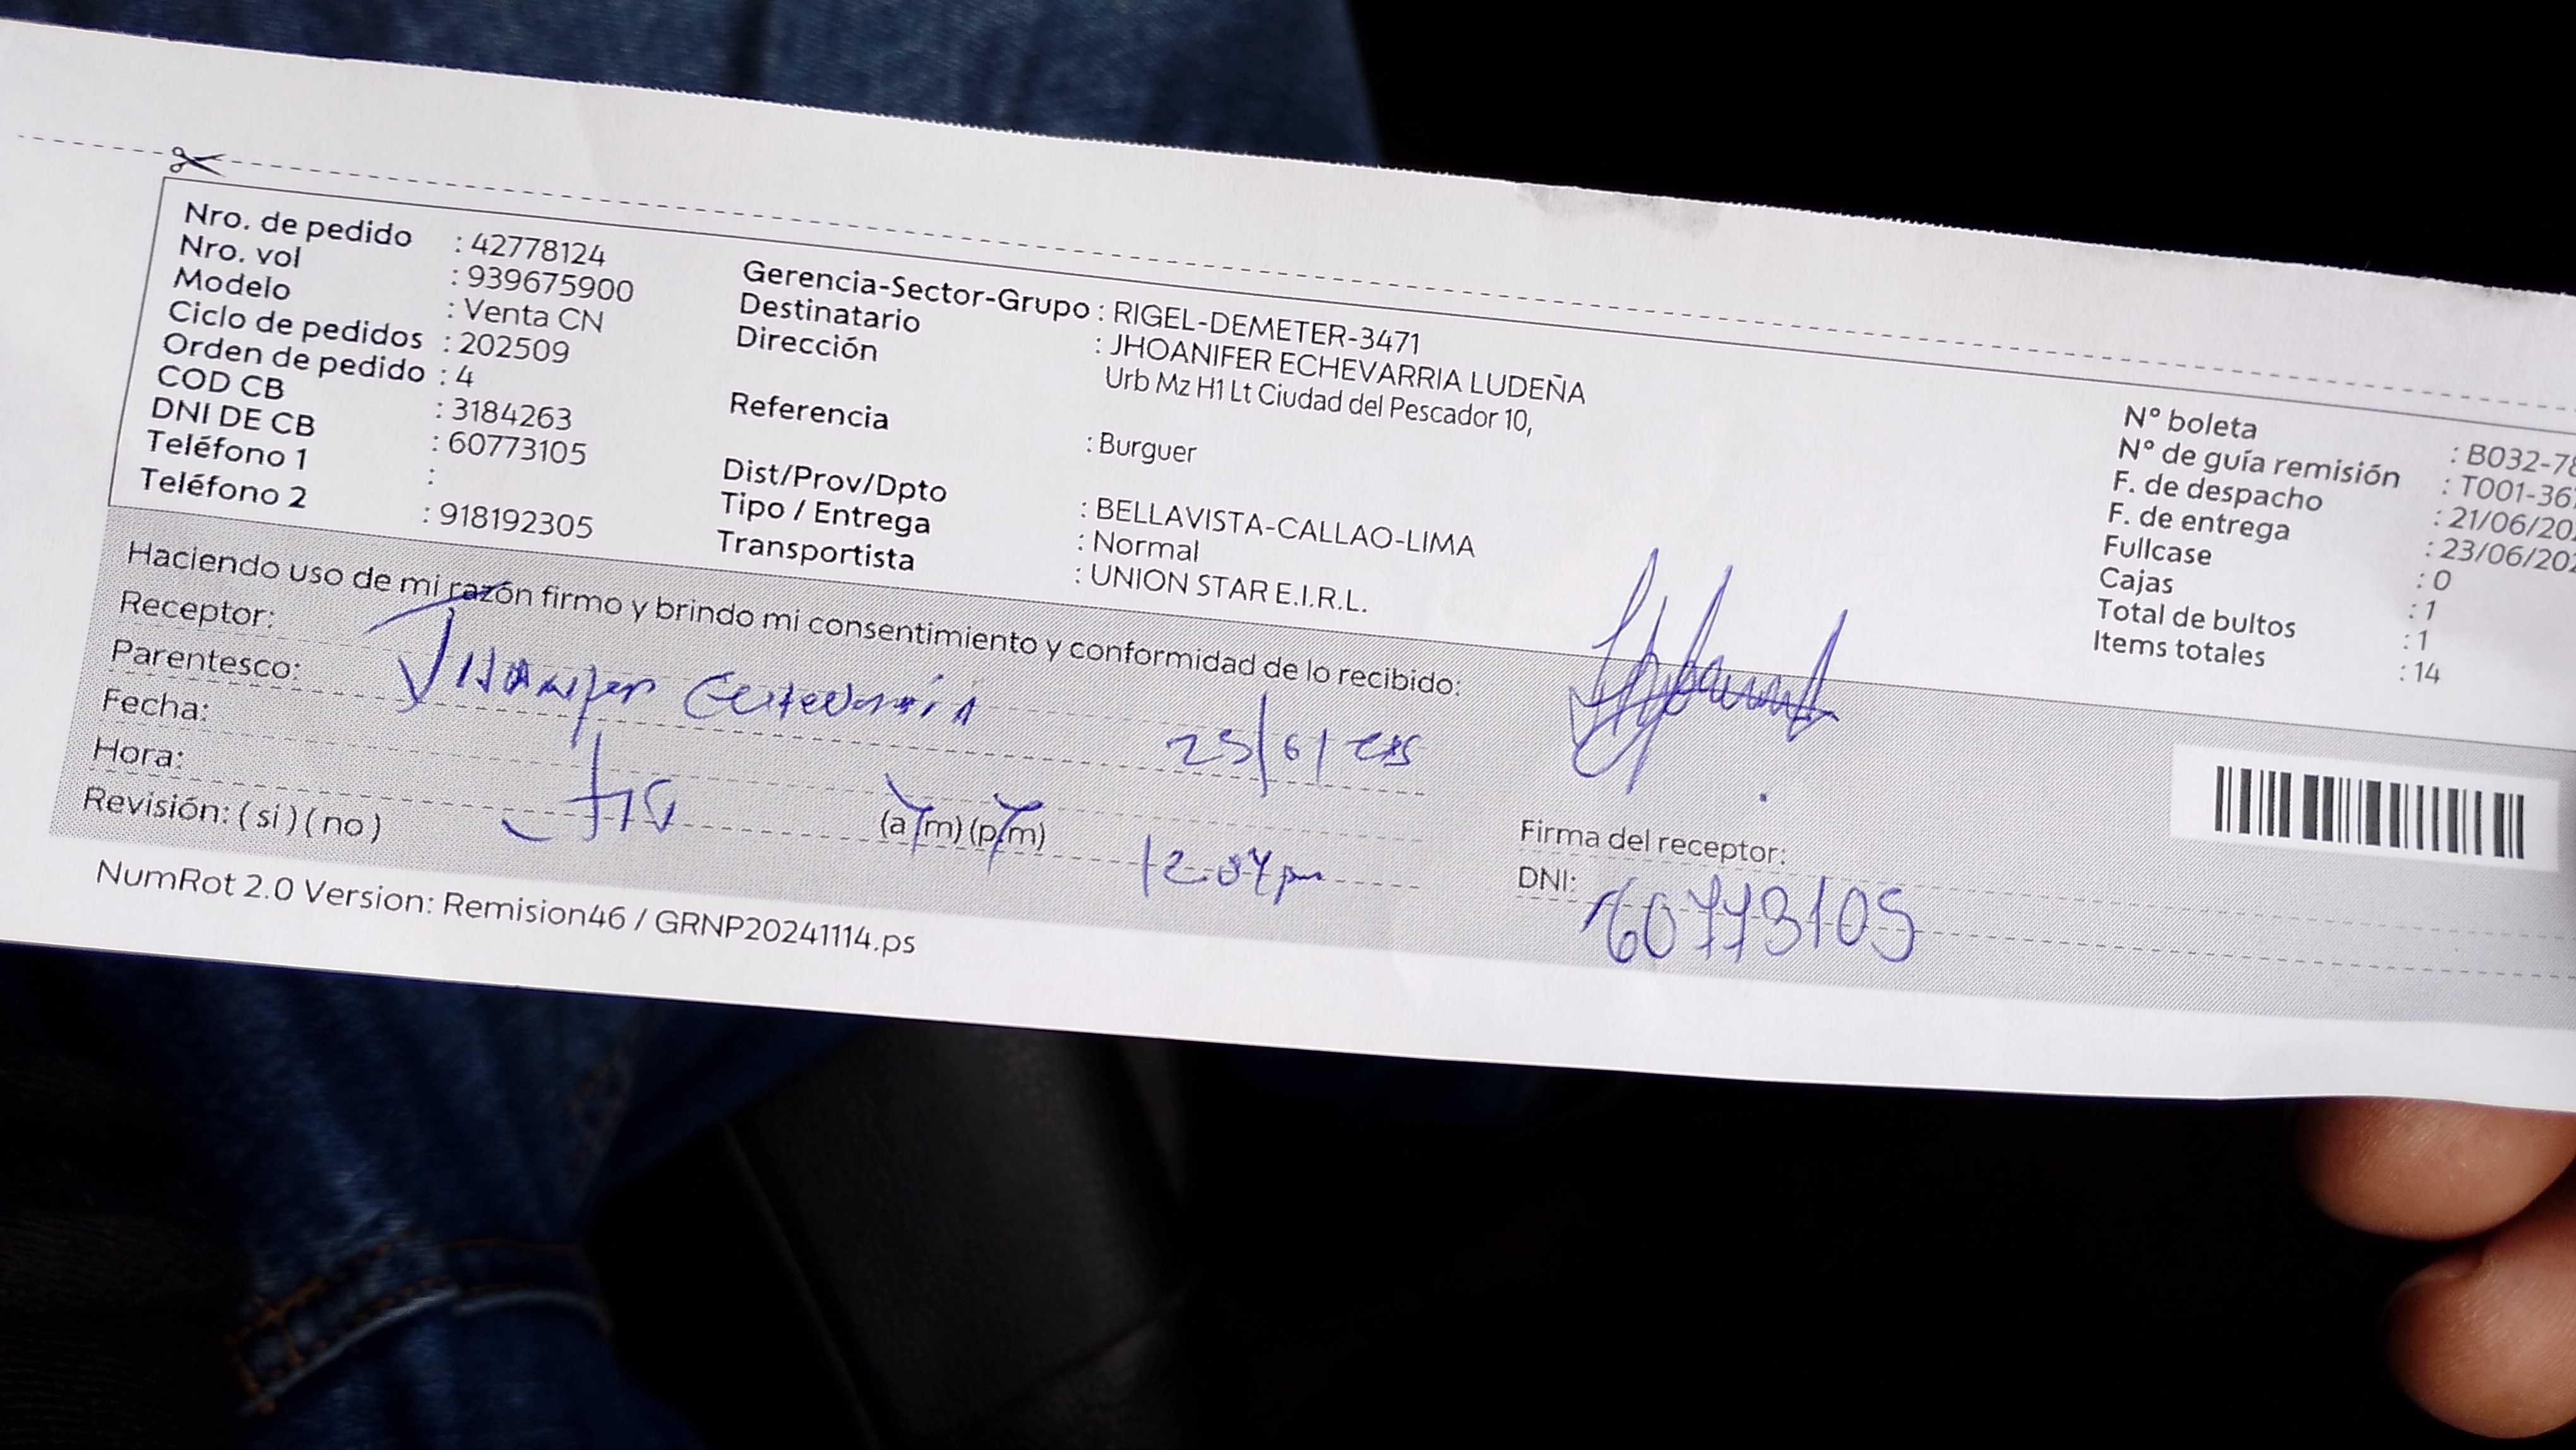 Nro. de pedido : 42778124
Nro. vol : 939675900
Modelo : Venta CN
Ciclo de pedidos : 202509
Orden de pedido : 4
COD CB : 3184263
DNI DE CB : 60773105
Teléfono 1 :
Teléfono 2 : 918192305
Gerencia-Sector-Grupo : RIGEL-DEMETER-3471
Destinatario : JHOANIFER ECHEVARRIA LUDEÑA
Dirección Urb Mz H1 Lt Ciudad del Pescador 10,
Referencia : Burguer
Dist/Prov/Dpto : BELLAVISTA-CALLAO-LIMA
Tipo / Entrega : Normal
Transportista : UNION STAR E.I.R.L.
N° boleta : B032-78
N° de guía remisión : T001-36
F. de despacho : 21/06/20
F. de entrega : 23/06/20
Fullcase : 0
Cajas : 1
Total de bultos : 1
Items totales : 14
Haciendo uso de mi razón firmo y brindo mi consentimiento y conformidad de lo recibido:
Receptor:
Parentesco: Jhoanifer Echevarría
Fecha:
Hora: (a m) (p.m) 12:07 pm
Revisión: ( si ) ( no )
Firma del receptor:
DNI: 60773105
NumRot 2.0 Version: Remision46 / GRNP20241114.ps